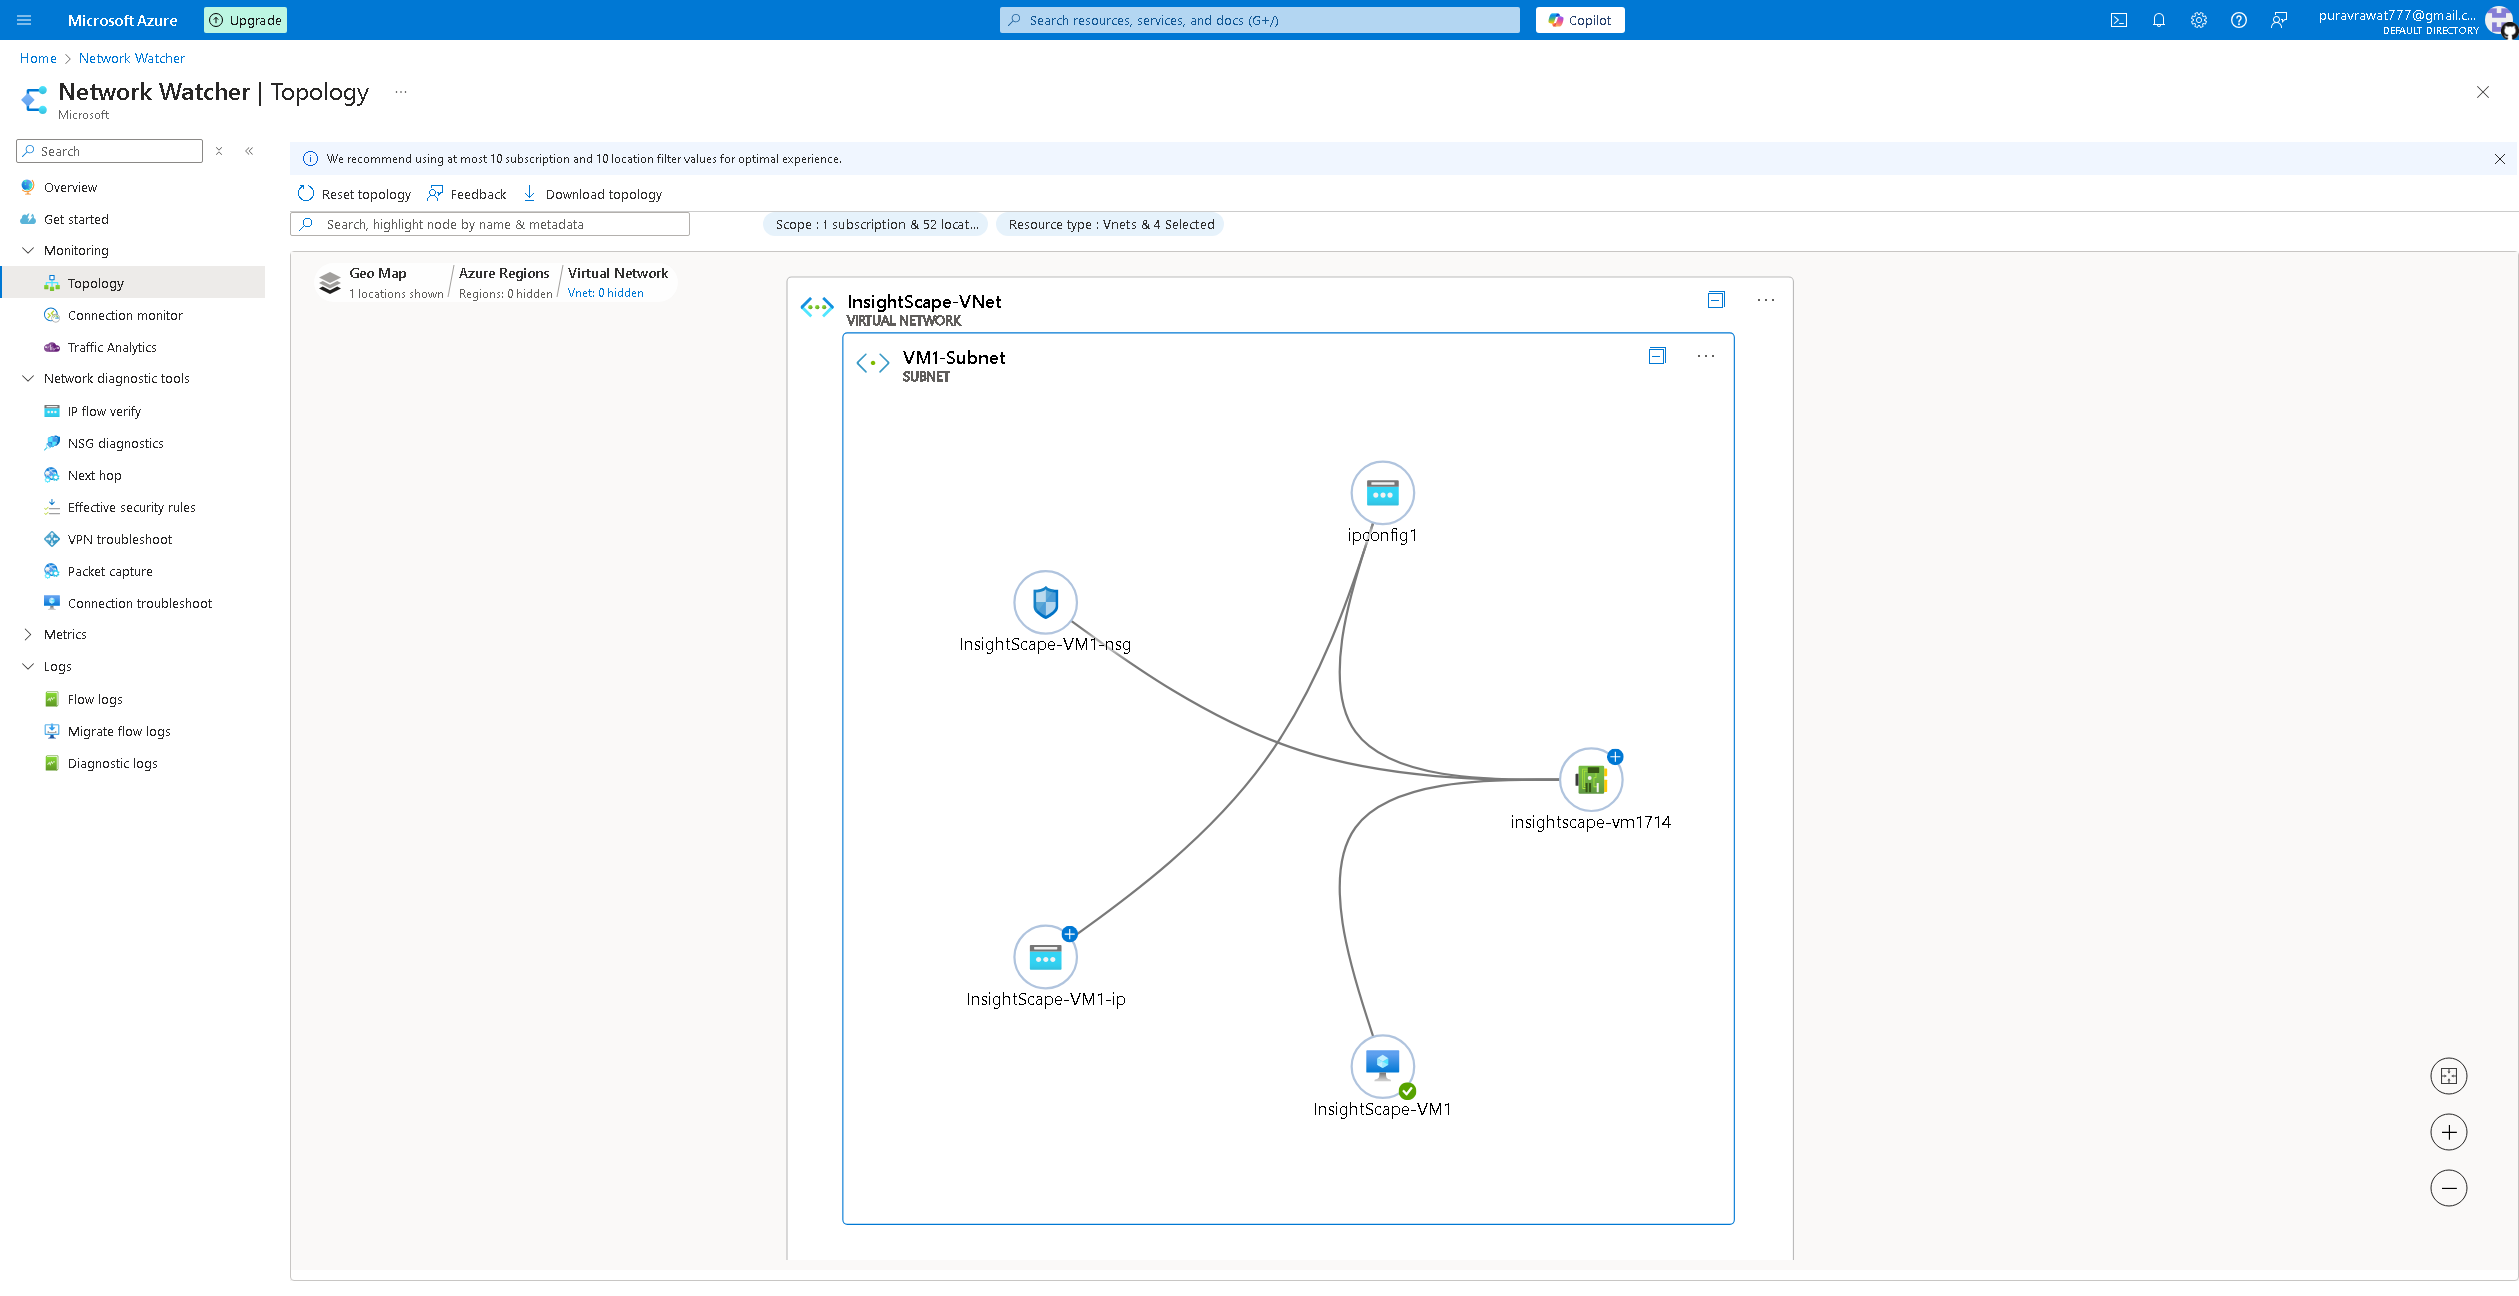 Microsoft Azure
Upgrade
Search resources, services, and docs (G+/)
Copilot
puravrawat777@gmail.c...
DEFAULT DIRECTORY
Home > Network Watcher
Network Watcher | Topology ...
Microsoft
Search
Overview
Get started
Monitoring
Topology
Connection monitor
Traffic Analytics
Network diagnostic tools
IP flow verify
NSG diagnostics
Next hop
Effective security rules
VPN troubleshoot
Packet capture
Connection troubleshoot
Metrics
Logs
Flow logs
Migrate flow logs
Diagnostic logs
We recommend using at most 10 subscription and 10 location filter values for optimal experience.
Reset topology
Feedback
Download topology
Search, highlight node by name & metadata
Scope : 1 subscription & 52 locat...
Resource type : Vnets & 4 Selected
Geo Map
1 locations shown
Azure Regions
Regions: 0 hidden
Virtual Network
Vnet: 0 hidden
InsightScape-VNet
VIRTUAL NETWORK
VM1-Subnet
SUBNET
ipconfig1
InsightScape-VM1-nsg
insightscape-vm1714
InsightScape-VM1-ip
InsightScape-VM1